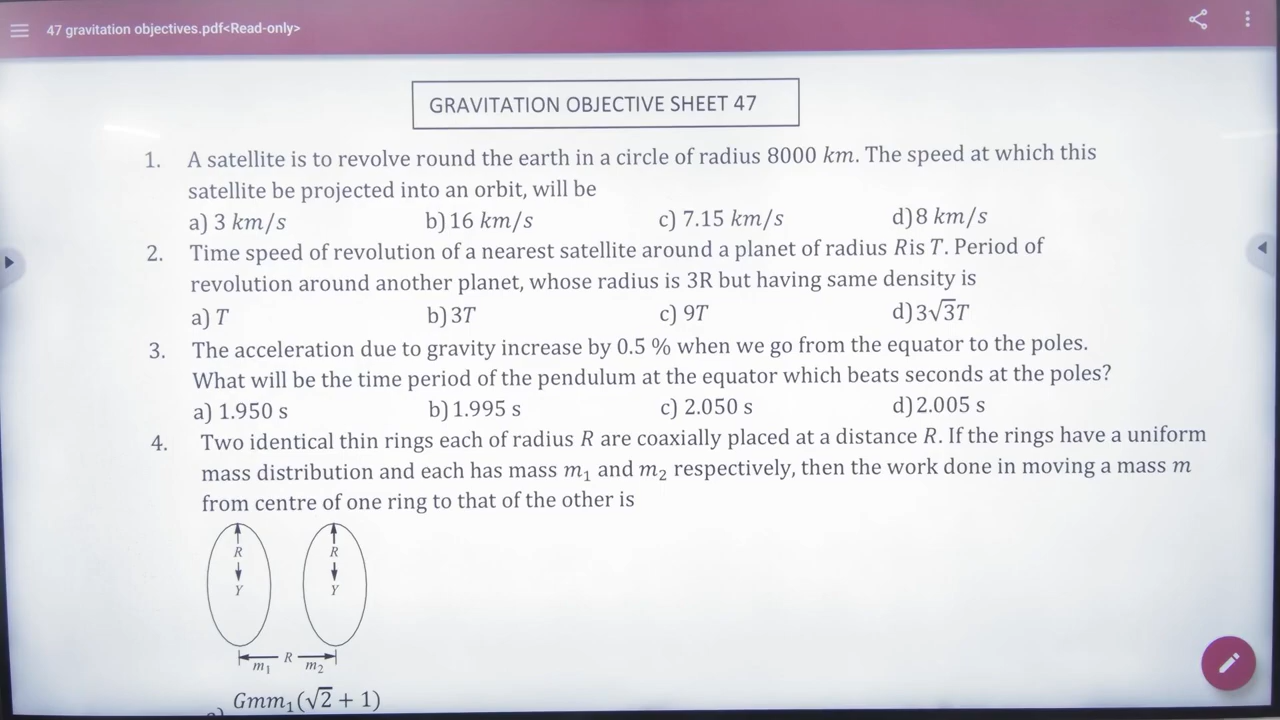 47 gravitation objectives.pdf<Read-only>
GRAVITATION OBJECTIVE SHEET 47
1. A satellite is to revolve round the earth in a circle of radius 8000 km. The speed at which this
satellite be projected into an orbit, will be
a) 3 km/s b) 16 km/s c) 7.15 km/s d) 8 km/s
2. Time speed of revolution of a nearest satellite around a planet of radius R is T. Period of
revolution around another planet, whose radius is 3R but having same density is
a) T b) 3T c) 9T d) 3√3T
3. The acceleration due to gravity increase by 0.5 % when we go from the equator to the poles.
What will be the time period of the pendulum at the equator which beats seconds at the poles?
a) 1.950 s b) 1.995 s c) 2.050 s d) 2.005 s
4. Two identical thin rings each of radius R are coaxially placed at a distance R. If the rings have a uniform
mass distribution and each has mass m₁ and m₂ respectively, then the work done in moving a mass m
from centre of one ring to that of the other is
R R
Y Y
R
m₁ m₂
Gmm₁(√2 + 1)